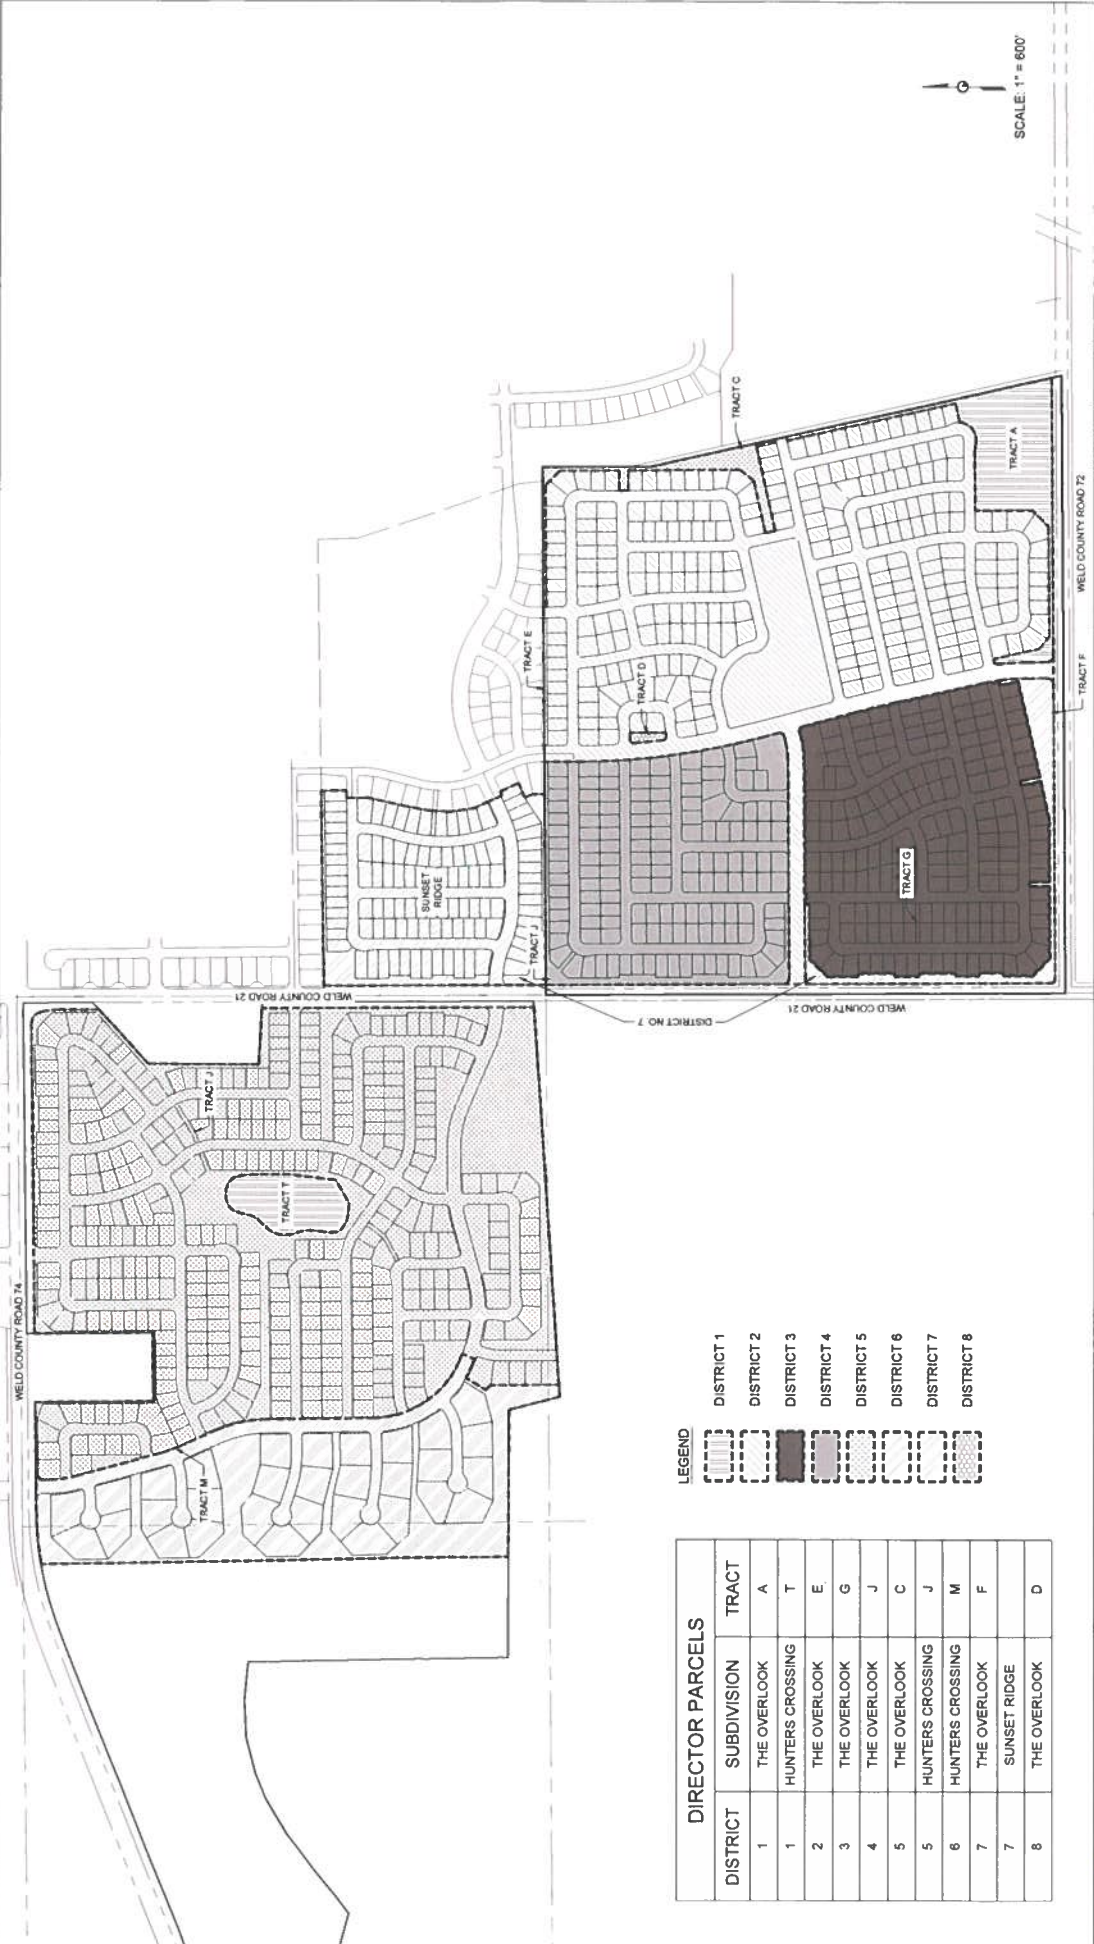 WELD COUNTY ROAD 74
TRACT M
TRACT J
TRACT T
WELD COUNTY ROAD 21
SUNSET
RIDGE
TRACT J
TRACT E
DISTRICT NO. 7
WELD COUNTY ROAD 21
TRACT D
TRACT C
TRACT G
TRACT A
TRACT F
WELD COUNTY ROAD 72
SCALE: 1" = 600'
LEGEND
DISTRICT 1
DISTRICT 2
DISTRICT 3
DISTRICT 4
DISTRICT 5
DISTRICT 6
DISTRICT 7
DISTRICT 8
DIRECTOR PARCELS
DISTRICT SUBDIVISION TRACT
1 THE OVERLOOK A
1 HUNTERS CROSSING T
2 THE OVERLOOK E
3 THE OVERLOOK G
4 THE OVERLOOK J
5 THE OVERLOOK C
5 HUNTERS CROSSING J
6 HUNTERS CROSSING M
7 THE OVERLOOK F
7 SUNSET RIDGE
8 THE OVERLOOK D